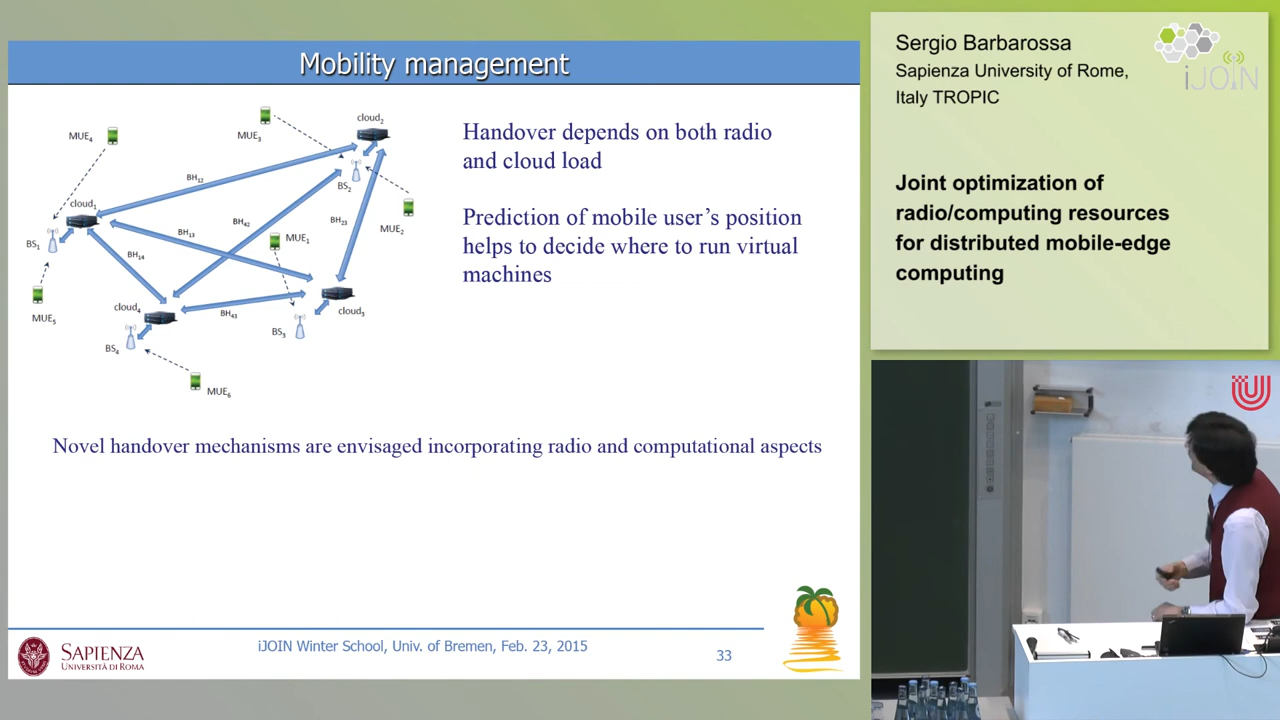 Mobility management
MUE4
MUE3
cloud2
BH12
BS2
cloud1
BH42
BH23
MUE2
BH13
MUE1
BS1
BH14
cloud4
cloud3
MUE5
BH43
BS3
BS4
MUE6
Handover depends on both radio
and cloud load
Prediction of mobile user's position
helps to decide where to run virtual
machines
Novel handover mechanisms are envisaged incorporating radio and computational aspects
SAPIENZA
UNIVERSITÀ DI ROMA
iJOIN Winter School, Univ. of Bremen, Feb. 23, 2015
33
Sergio Barbarossa
Sapienza University of Rome,
Italy TROPIC
iJOIN
Joint optimization of
radio/computing resources
for distributed mobile-edge
computing